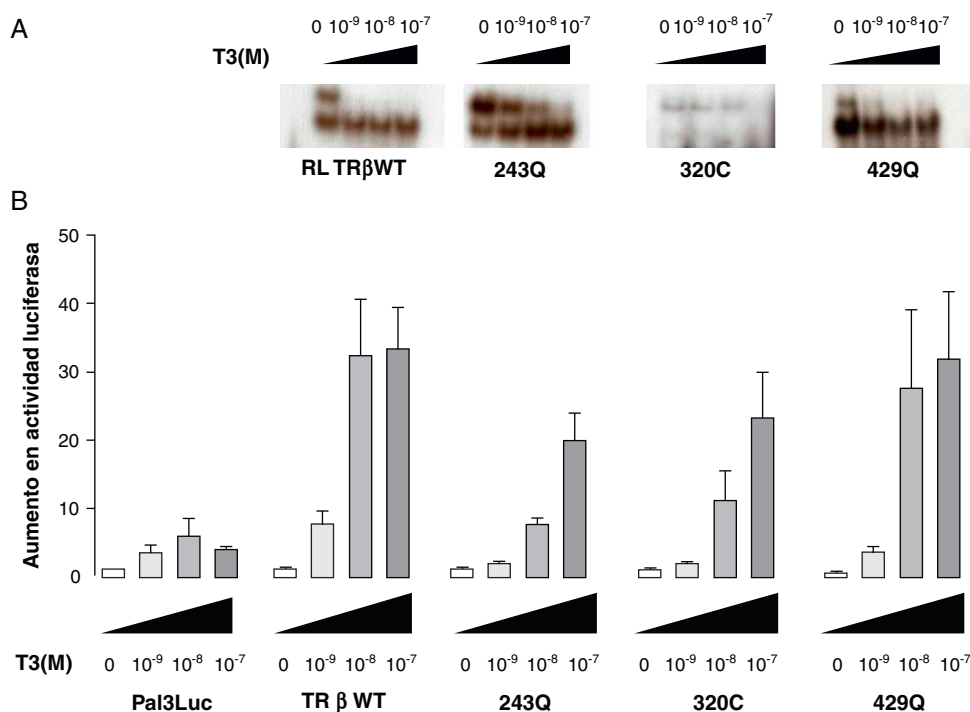 A
0 10⁻⁹ 10⁻⁸ 10⁻⁷ 0 10⁻⁹ 10⁻⁸ 10⁻⁷ 0 10⁻⁹ 10⁻⁸ 10⁻⁷ 0 10⁻⁹ 10⁻⁸ 10⁻⁷
T3(M)
RL TRβWT 243Q 320C 429Q
B
Aumento en actividad luciferasa
50
40
30
20
10
0
T3(M) 0 10⁻⁹ 10⁻⁸ 10⁻⁷ 0 10⁻⁹ 10⁻⁸ 10⁻⁷ 0 10⁻⁹ 10⁻⁸ 10⁻⁷ 0 10⁻⁹ 10⁻⁸ 10⁻⁷ 0 10⁻⁹ 10⁻⁸ 10⁻⁷
Pal3Luc TR β WT 243Q 320C 429Q